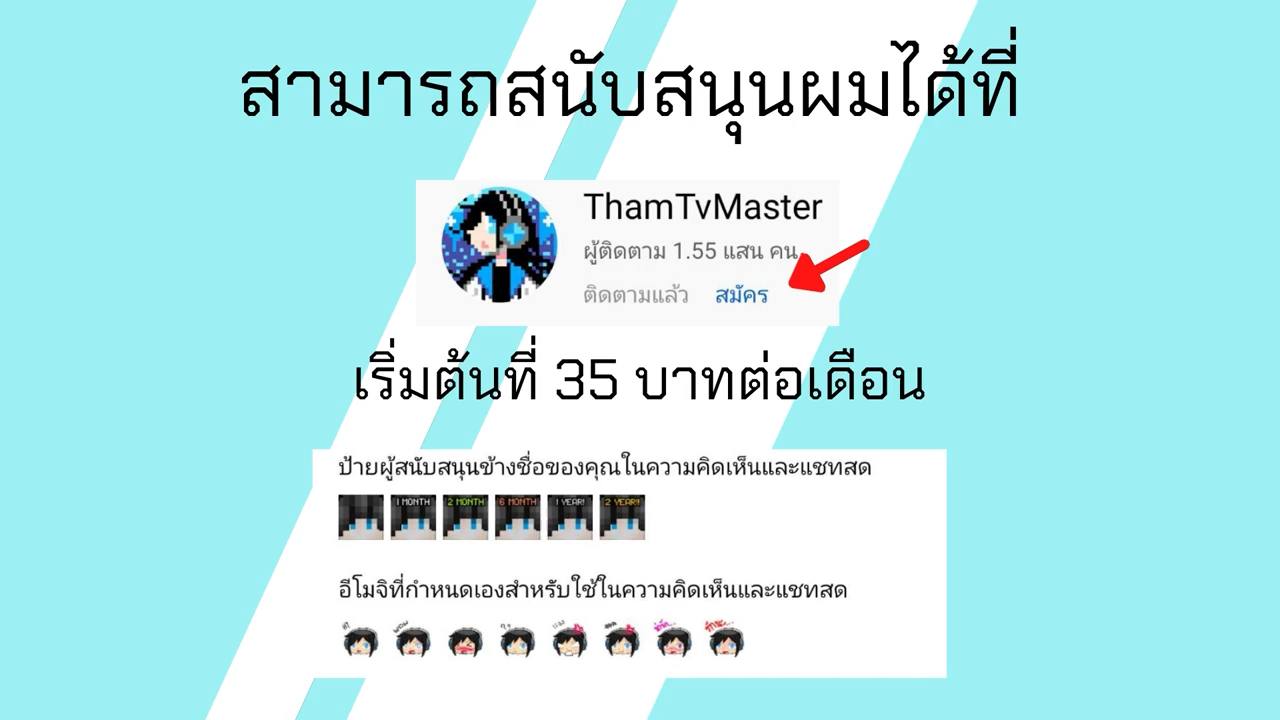 สามารถสนับสนุนผมได้ที่
ThamTvMaster
ผู้ติดตาม 1.55 แสน คน
ติดตามแล้ว สมัคร
เริ่มต้นที่ 35 บาทต่อเดือน
ป้ายผู้สนับสนุนข้างชื่อของคุณในความคิดเห็นและแชทสด
1 MONTH 2 MONTH 6 MONTH 1 YEAR! 2 YEAR!!
อีโมจิที่กำหนดเองสำหรับใช้ในความคิดเห็นและแชทสด